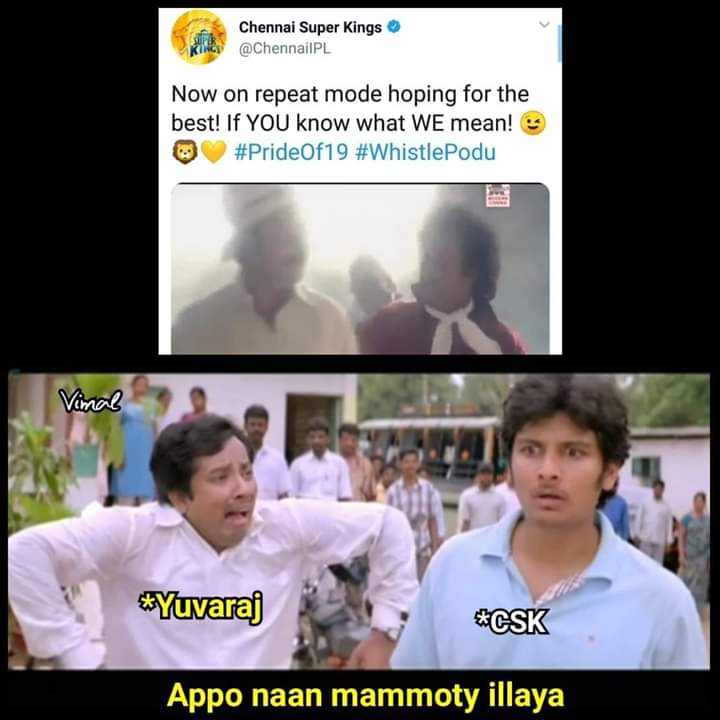 Chennai Super Kings
@ChennaiIPL
Now on repeat mode hoping for the
best! If YOU know what WE mean! 😉
🦁💛 #PrideOf19 #WhistlePodu
Vimal
*Yuvaraj
*CSK
Appo naan mammoty illaya